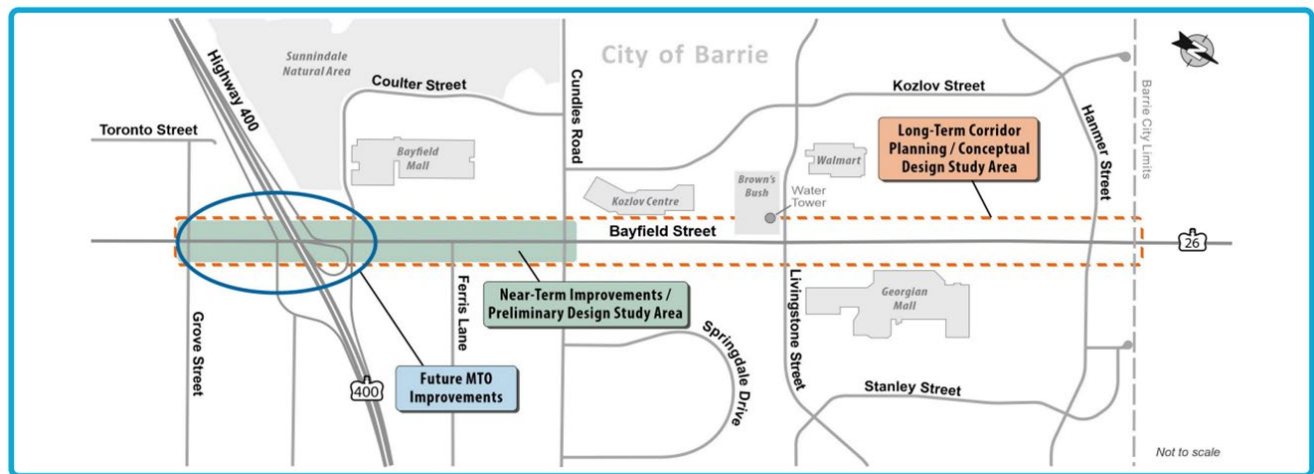 City of Barrie
Sunnindale
Natural Area
Highway 400
Coulter Street
Cundles Road
Kozlov Street
Hanmer Street
Barrie City Limits
N
Toronto Street
Bayfield
Mall
Long-Term Corridor
Planning / Conceptual
Design Study Area
Walmart
Brown's
Bush
Water
Tower
Kozlov Centre
Bayfield Street
26
Near-Term Improvements /
Preliminary Design Study Area
Georgian
Mall
Grove Street
Ferris Lane
Springdale Drive
Livingstone Street
Future MTO
Improvements
400
Stanley Street
Not to scale